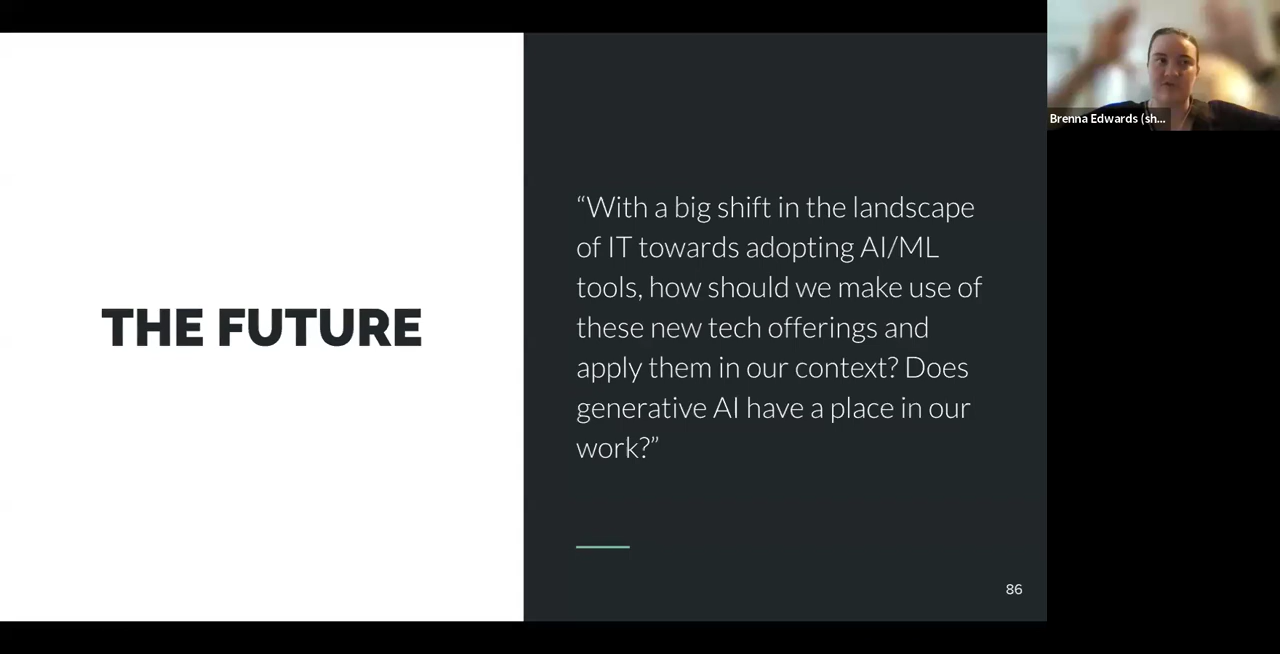 THE FUTURE
“With a big shift in the landscape
of IT towards adopting AI/ML
tools, how should we make use of
these new tech offerings and
apply them in our context? Does
generative AI have a place in our
work?”
86
Brenna Edwards (sh...